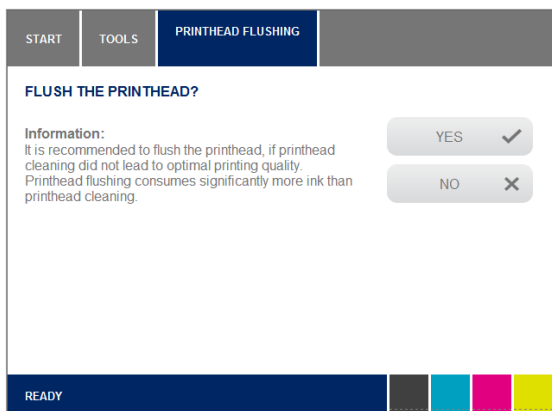 START
TOOLS
PRINTHEAD FLUSHING
FLUSH THE PRINTHEAD?
Information:
It is recommended to flush the printhead, if printhead
cleaning did not lead to optimal printing quality.
Printhead flushing consumes significantly more ink than
printhead cleaning.
YES
NO
READY